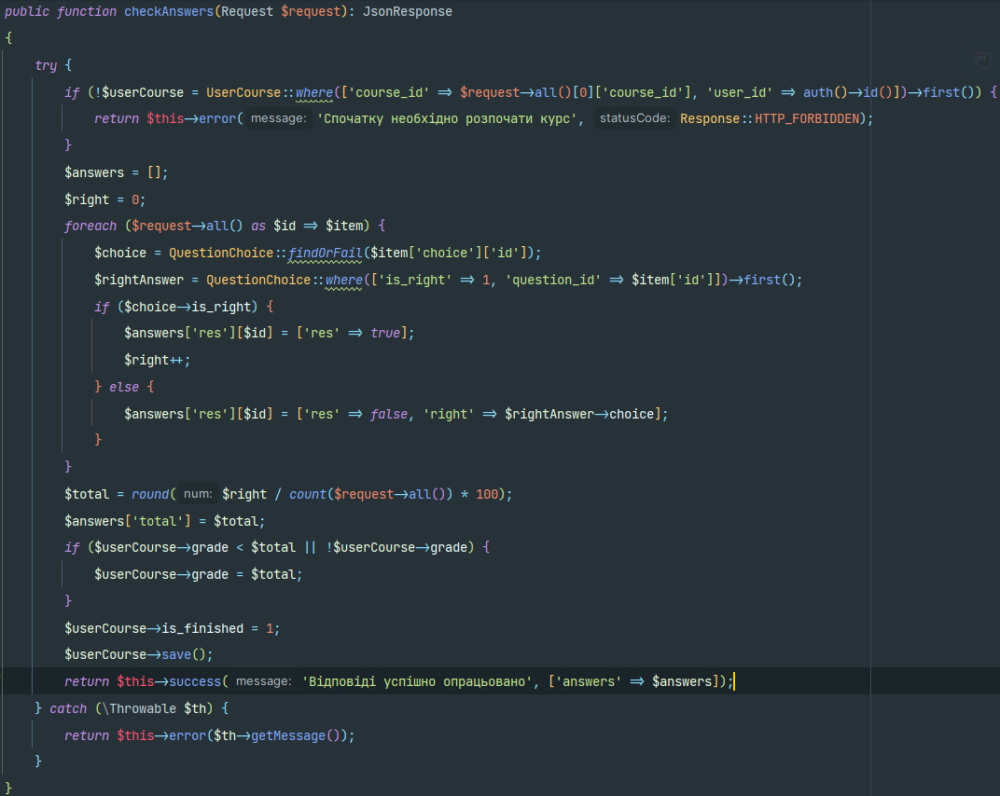 public function checkAnswers(Request $request): JsonResponse
{
try {
if (!$userCourse = UserCourse::where(['course_id' => $request->all()[0]['course_id'], 'user_id' => auth()->id()])->first()) {
return $this->error( message: 'Спочатку необхідно розпочати курс', statusCode: Response::HTTP_FORBIDDEN);
}
$answers = [];
$right = 0;
foreach ($request->all() as $id => $item) {
$choice = QuestionChoice::findOrFail($item['choice']['id']);
$rightAnswer = QuestionChoice::where(['is_right' => 1, 'question_id' => $item['id']])->first();
if ($choice->is_right) {
$answers['res'][$id] = ['res' => true];
$right++;
} else {
$answers['res'][$id] = ['res' => false, 'right' => $rightAnswer->choice];
}
}
$total = round( num: $right / count($request->all()) * 100);
$answers['total'] = $total;
if ($userCourse->grade < $total || !$userCourse->grade) {
$userCourse->grade = $total;
}
$userCourse->is_finished = 1;
$userCourse->save();
return $this->success( message: 'Відповіді успішно опрацьовано', ['answers' => $answers]);
} catch (\Throwable $th) {
return $this->error($th->getMessage());
}
}